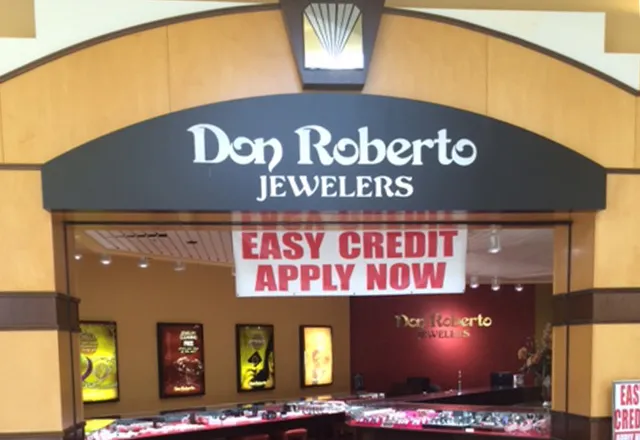 Don Roberto
JEWELERS
EASY CREDIT
APPLY NOW
Don Roberto
JEWELERS
EAS
CRED